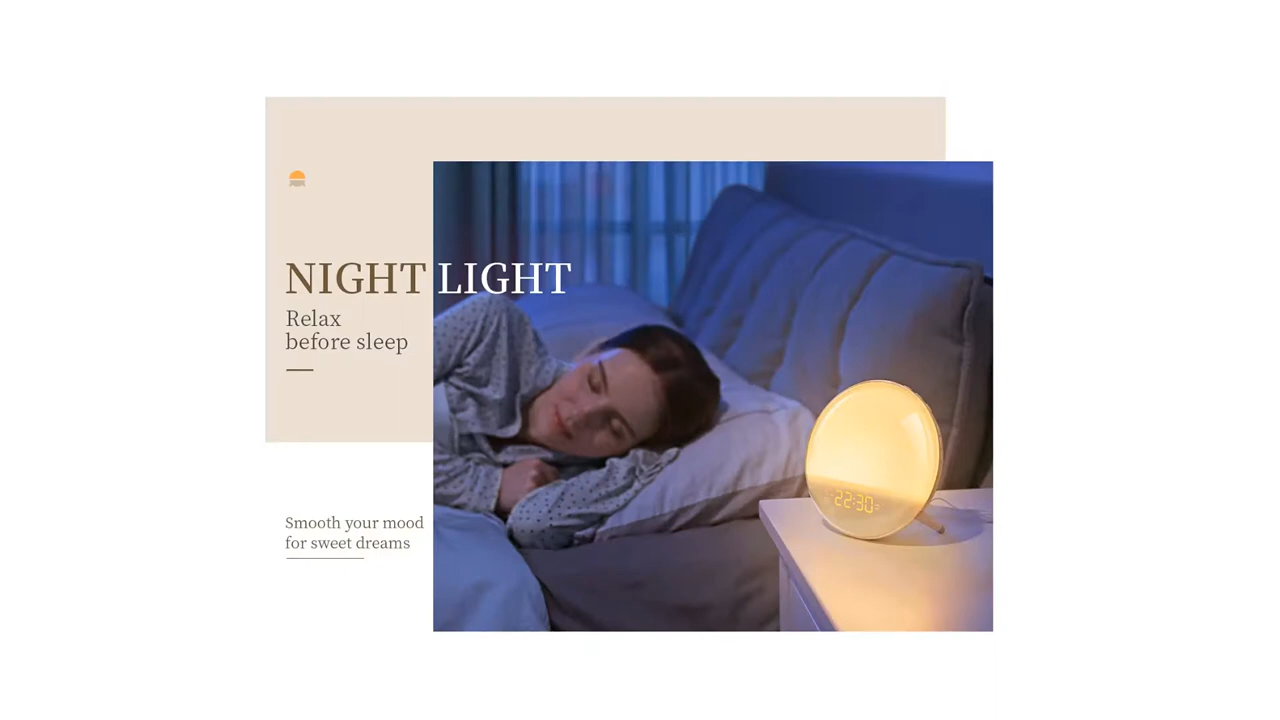 NIGHT LIGHT
Relax
before sleep
Smooth your mood
for sweet dreams
22:30